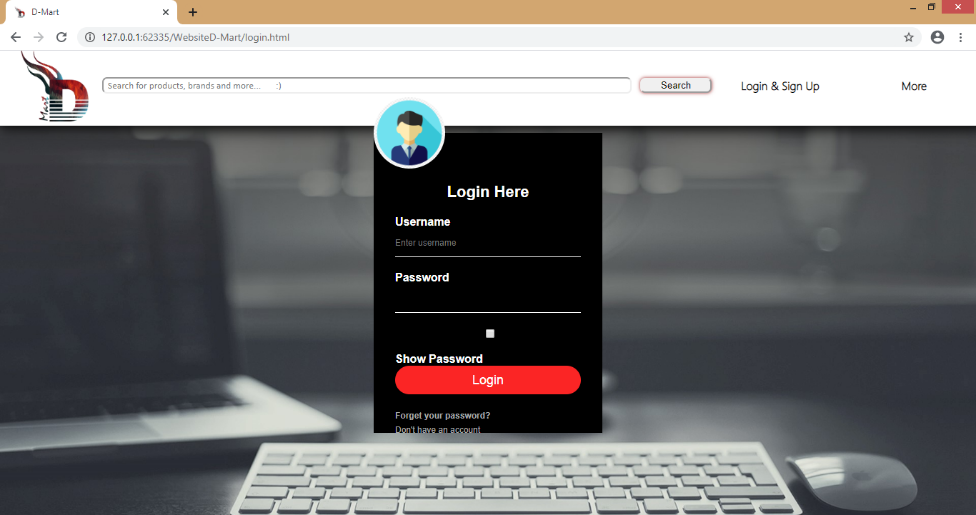 D-Mart
127.0.0.1:62335/WebsiteD-Mart/login.html
D
Mart
Search for products, brands and more... :)
Search
Login & Sign Up
More
Login Here
Username
Enter username
Password
Show Password
Login
Forget your password?
Don't have an account